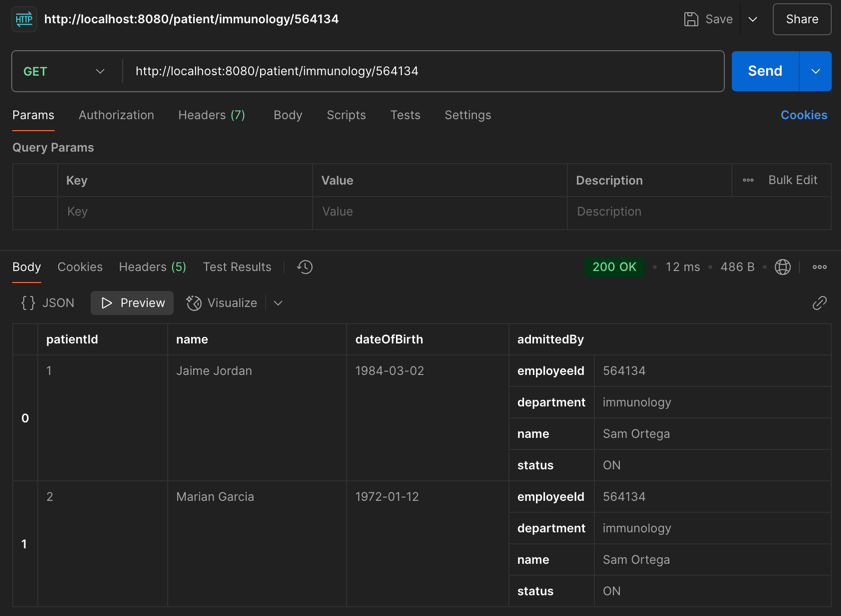 HTTP http://localhost:8080/patient/immunology/564134 Save Share
GET http://localhost:8080/patient/immunology/564134 Send
Params Authorization Headers (7) Body Scripts Tests Settings Cookies
Query Params
Key Value Description Bulk Edit
Key Value Description
Body Cookies Headers (5) Test Results 200 OK 12 ms 486 B
{} JSON Preview Visualize
patientId name dateOfBirth admittedBy
0 1 Jaime Jordan 1984-03-02 employeeId 564134
department immunology
name Sam Ortega
status ON
1 2 Marian Garcia 1972-01-12 employeeId 564134
department immunology
name Sam Ortega
status ON